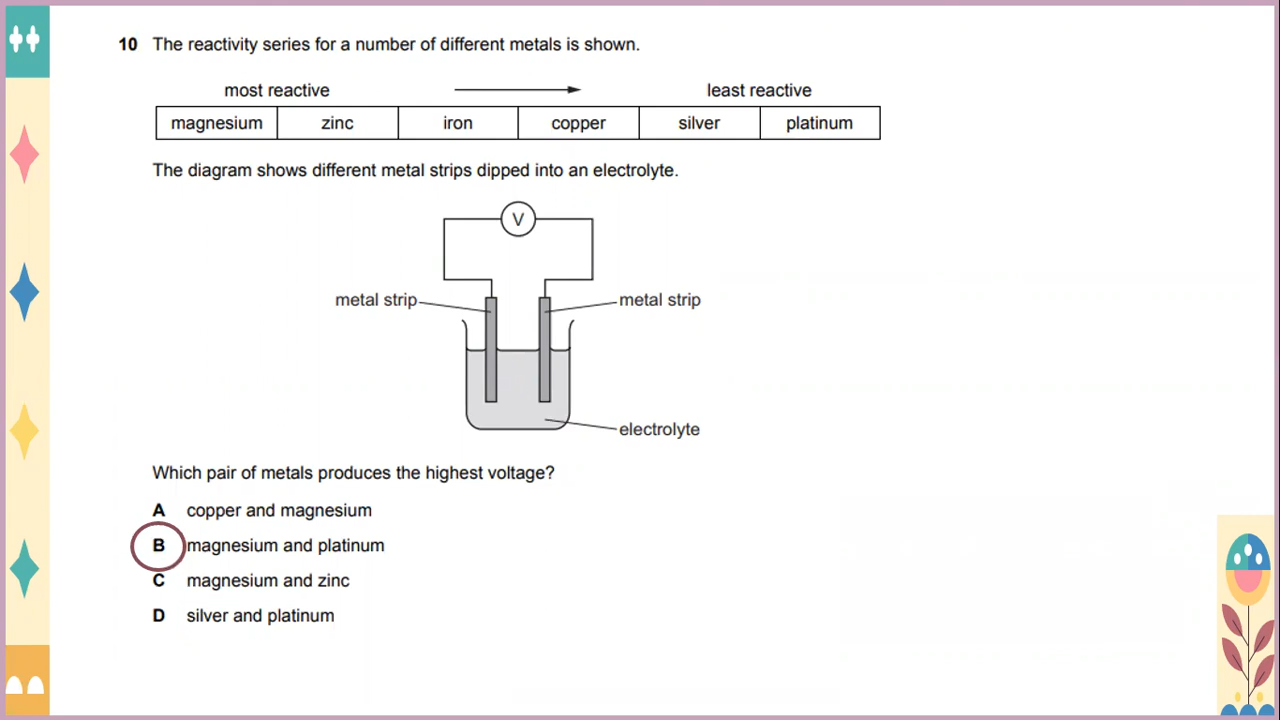 10 The reactivity series for a number of different metals is shown.
most reactive least reactive
magnesium zinc iron copper silver platinum
The diagram shows different metal strips dipped into an electrolyte.
V
metal strip metal strip
electrolyte
Which pair of metals produces the highest voltage?
A copper and magnesium
B magnesium and platinum
C magnesium and zinc
D silver and platinum